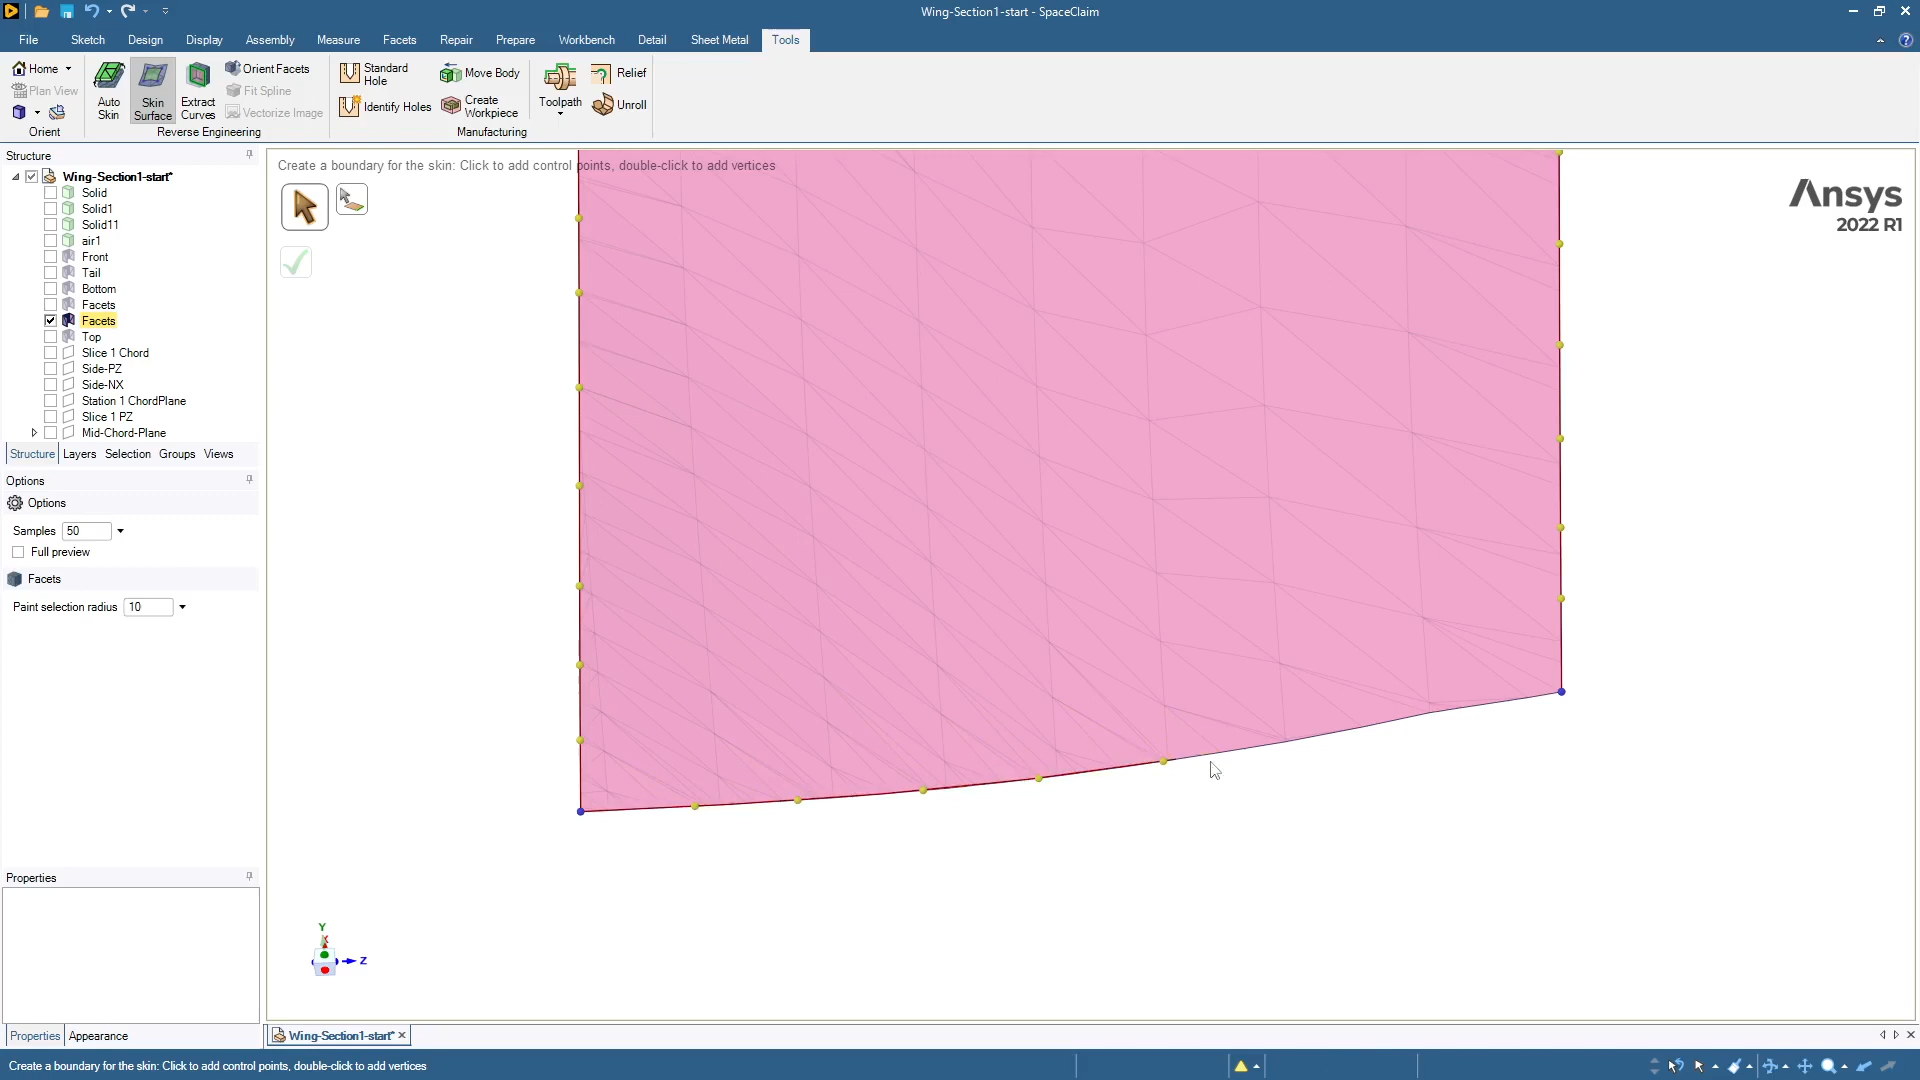 Wing-Section1-start - SpaceClaim
File Sketch Design Display Assembly Measure Facets Repair Prepare Workbench Detail Sheet Metal Tools
Home
Plan View
Orient
Auto Skin
Skin Surface
Extract Curves
Orient Facets
Fit Spline
Vectorize Image
Reverse Engineering
Standard Hole
Identify Holes
Move Body
Create Workpiece
Toolpath
Relief
Unroll
Manufacturing
Structure
Wing-Section1-start*
Solid
Solid1
Solid11
air1
Front
Tail
Bottom
Facets
Facets
Top
Slice 1 Chord
Side-PZ
Side-NX
Station 1 ChordPlane
Slice 1 PZ
Mid-Chord-Plane
Structure Layers Selection Groups Views
Options
Options
Samples 50
Full preview
Facets
Paint selection radius 10
Properties
Properties Appearance
Create a boundary for the skin: Click to add control points, double-click to add vertices
Ansys
2022 R1
Y
X
Z
Wing-Section1-start*
Create a boundary for the skin: Click to add control points, double-click to add vertices